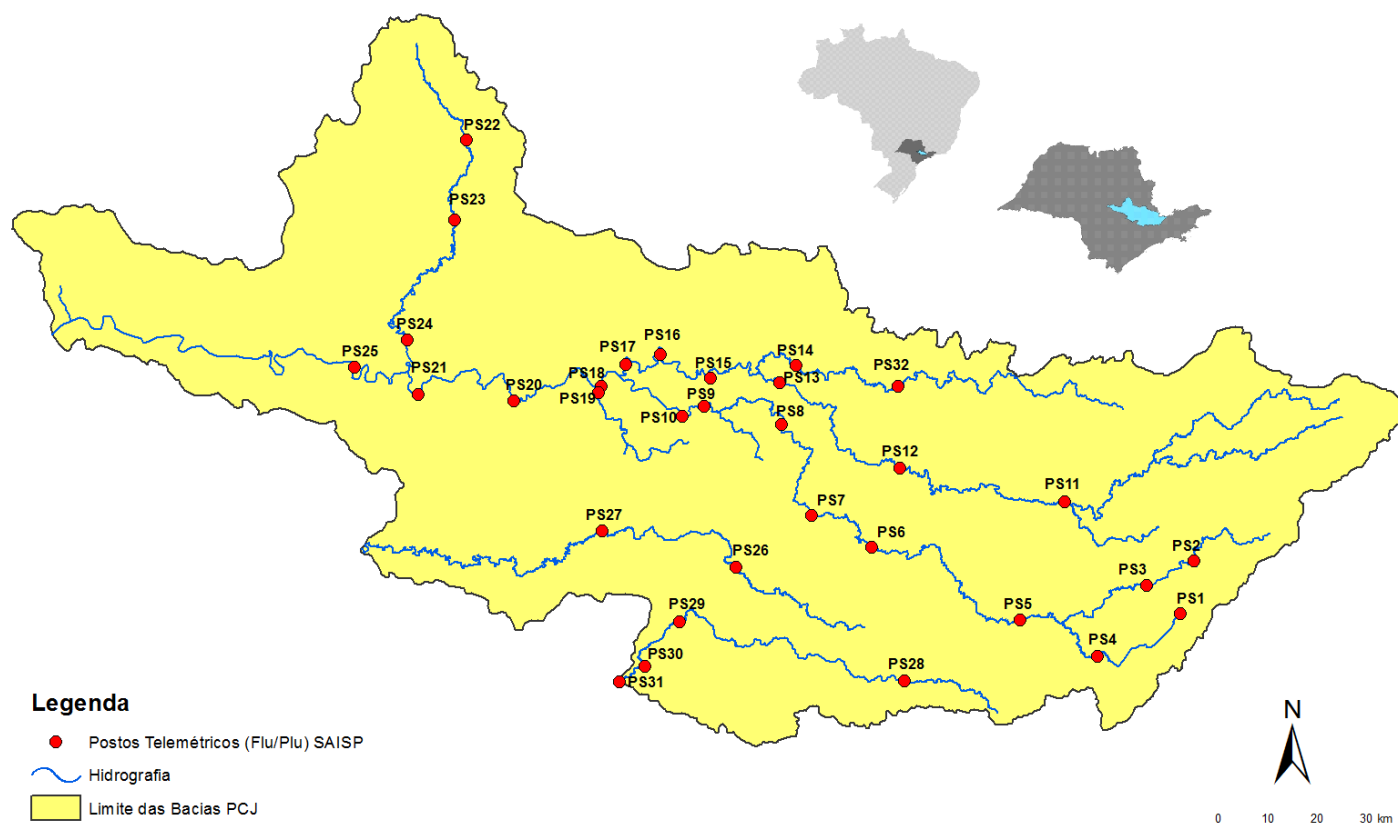 PS22
PS23
PS24
PS25
PS21
PS20
PS16
PS17
PS18
PS19
PS15
PS14
PS13
PS32
PS9
PS10
PS8
PS12
PS11
PS7
PS6
PS27
PS26
PS2
PS3
PS1
PS5
PS4
PS29
PS30
PS31
PS28
Legenda
Postos Telemétricos (Flu/Plu) SAISP
Hidrografia
Limite das Bacias PCJ
N
0 10 20 30 km